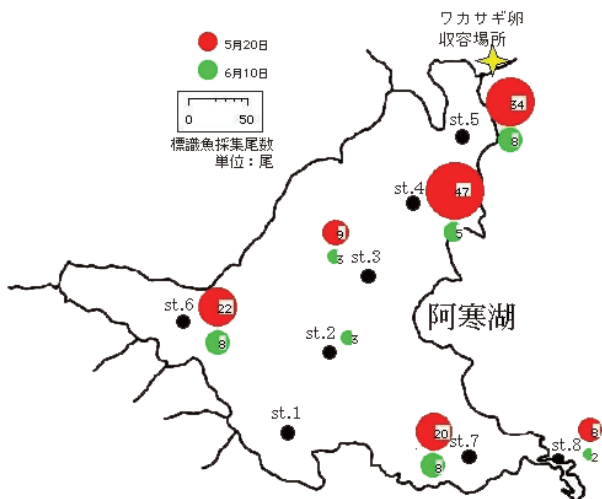 ワカサギ卵
収容場所
5月20日
6月10日
0 50
標識魚採集尾数
単位：尾
34
st.5
8
st.4
47
5
9
3
st.3
22
st.6
8
st.2
3
阿寒湖
st.1
20
st.7
8
8
st.8
2